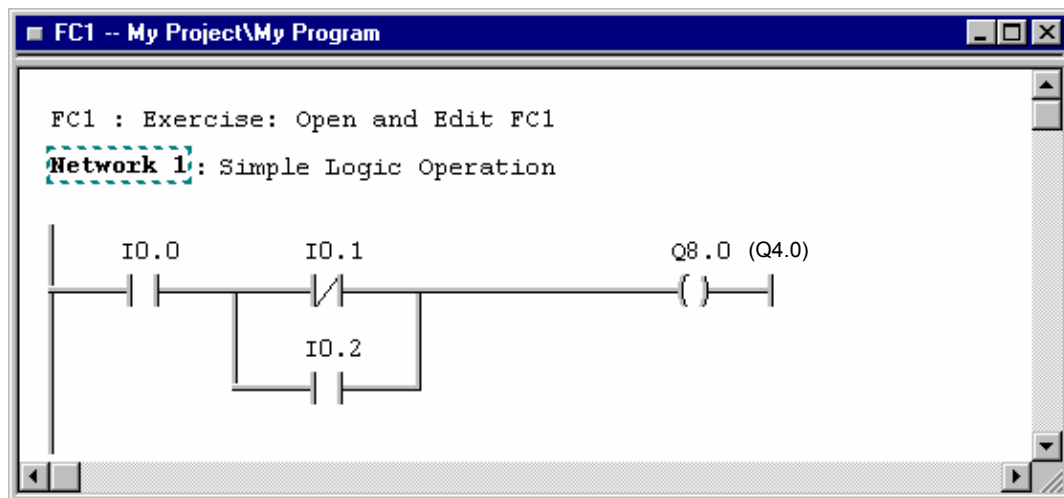 FC1 -- My Project\My Program
FC1 : Exercise: Open and Edit FC1
Network 1: Simple Logic Operation
I0.0 I0.1 Q8.0 (Q4.0)
I0.2